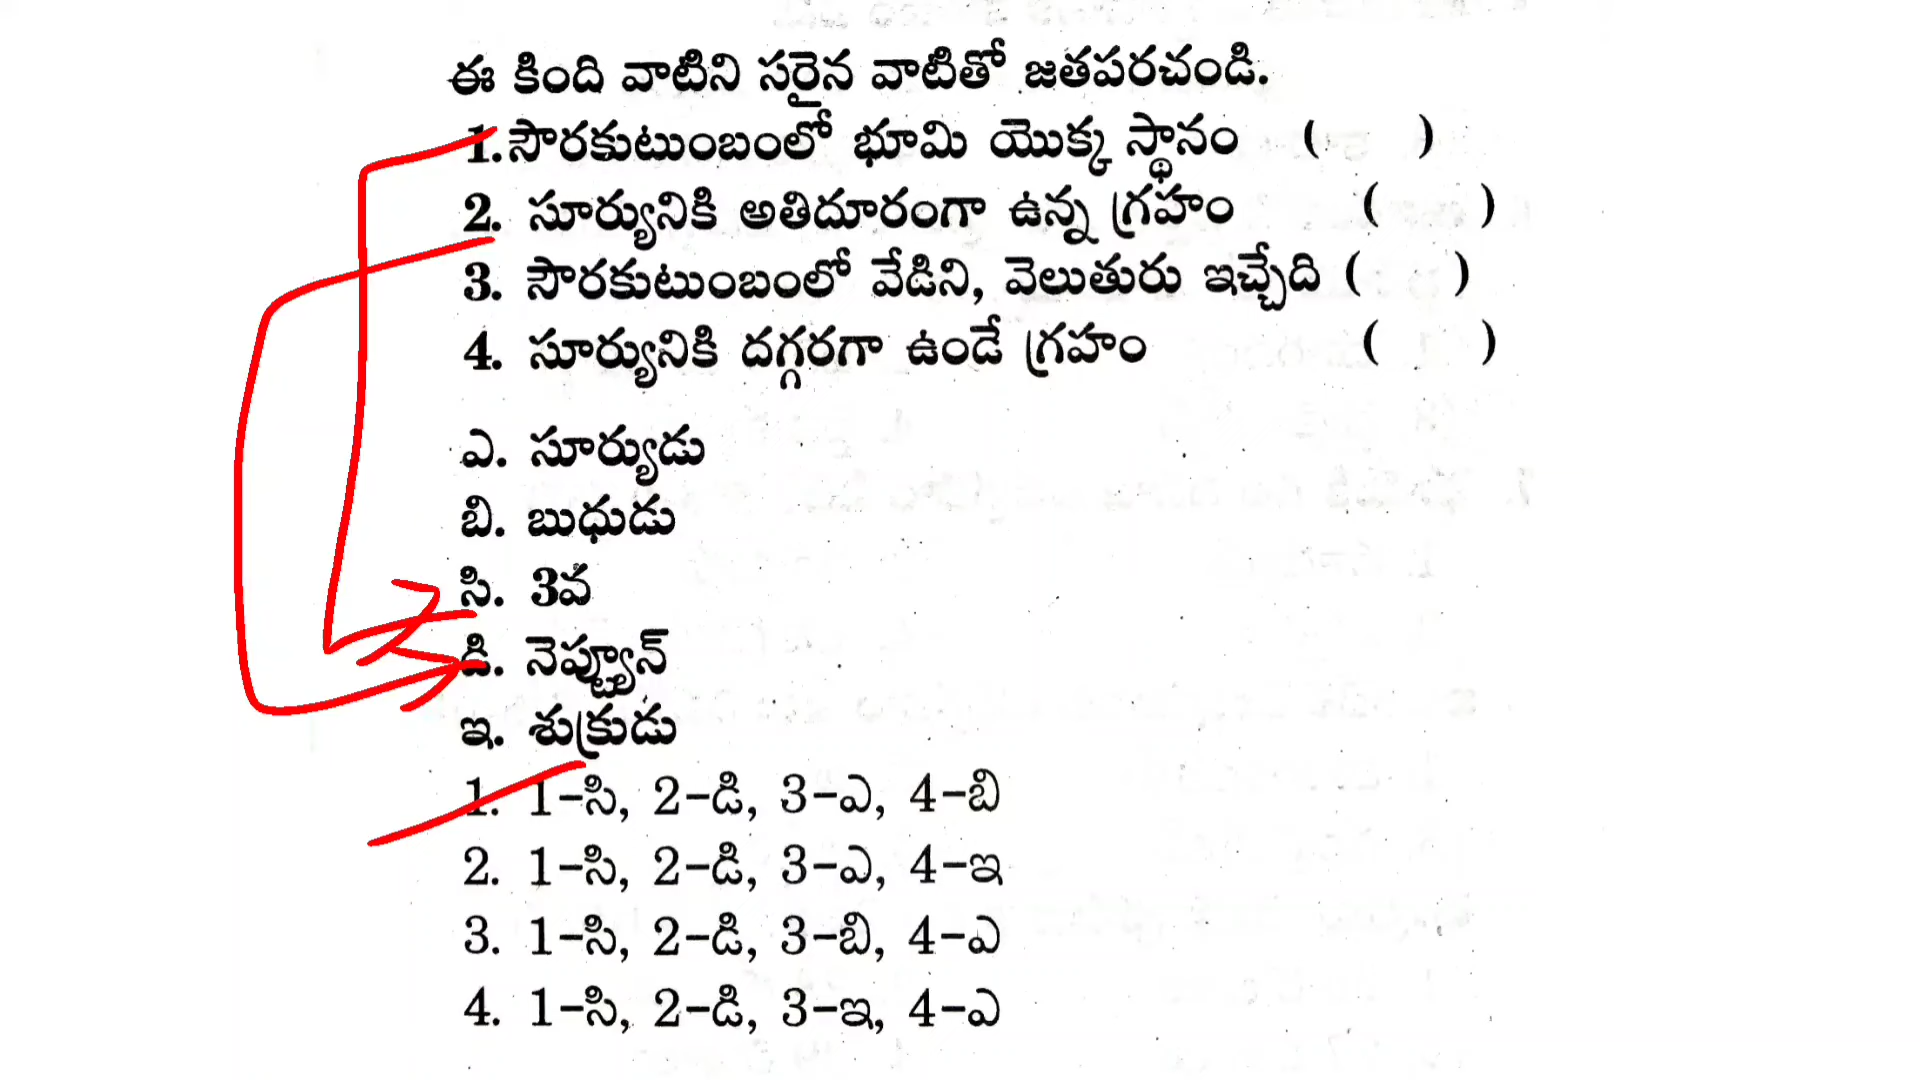 ఈ కింది వాటిని సరైన వాటితో జతపరచండి.
1.సౌరకుటుంబంలో భూమి యొక్క స్థానం ( )
2. సూర్యునికి అతిదూరంగా ఉన్న గ్రహం ( )
3. సౌరకుటుంబంలో వేడిని, వెలుతురు ఇచ్చేది ( )
4. సూర్యునికి దగ్గరగా ఉండే గ్రహం ( )
ఎ. సూర్యుడు
బి. బుధుడు
సి. 3వ
డి. నెప్ట్యూన్
ఇ. శుక్రుడు
1. 1-సి, 2-డి, 3-ఎ, 4-బి
2. 1-సి, 2-డి, 3-ఎ, 4-ఇ
3. 1-సి, 2-డి, 3-బి, 4-ఎ
4. 1-సి, 2-డి, 3-ఇ, 4-ఎ